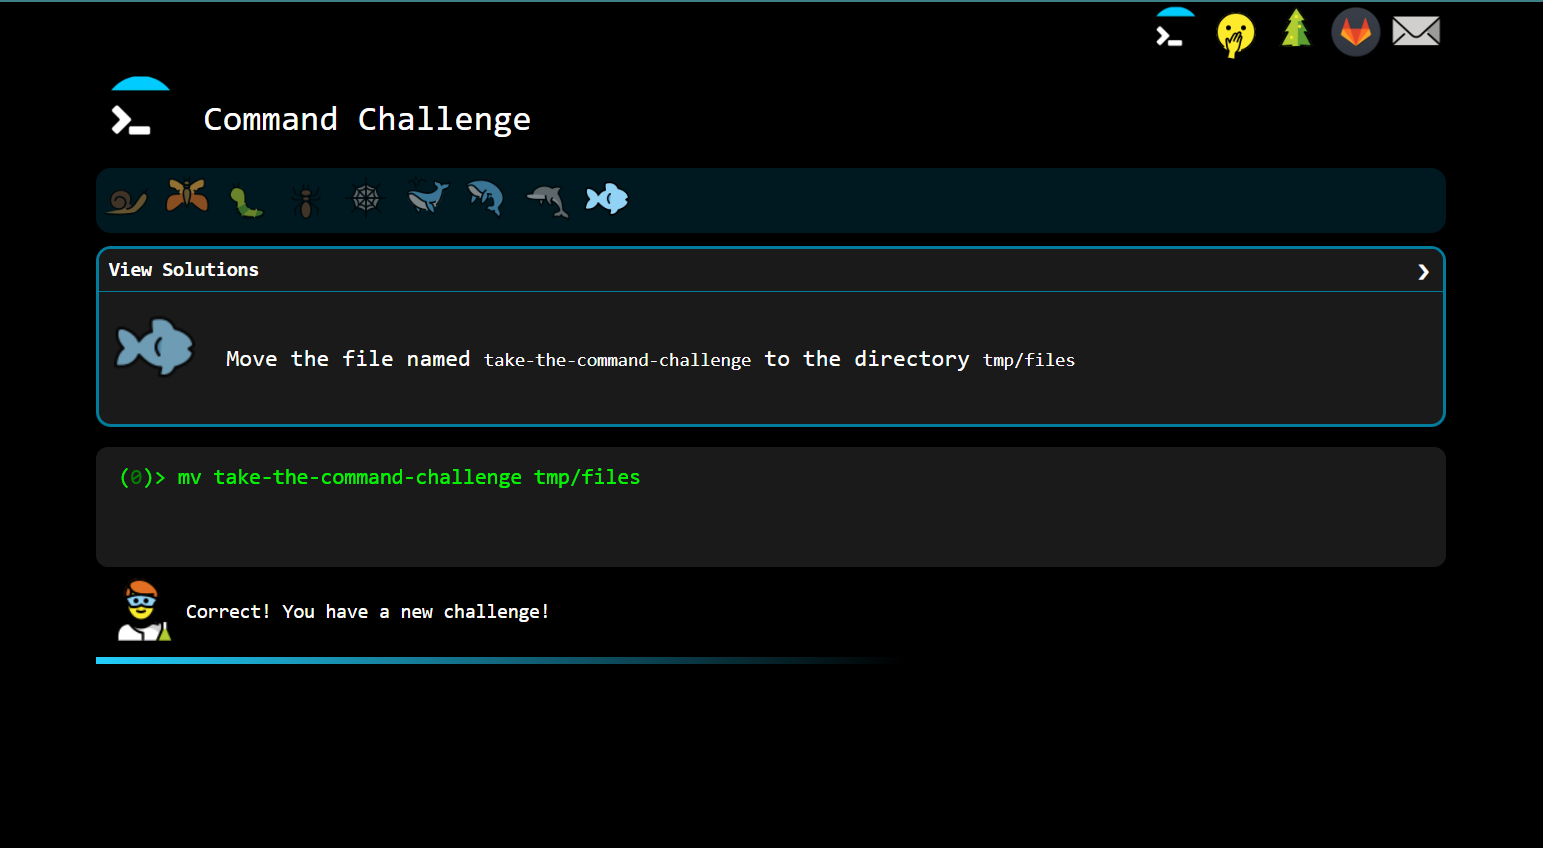 Command Challenge
View Solutions
Move the file named take-the-command-challenge to the directory tmp/files
(0)> mv take-the-command-challenge tmp/files
Correct! You have a new challenge!